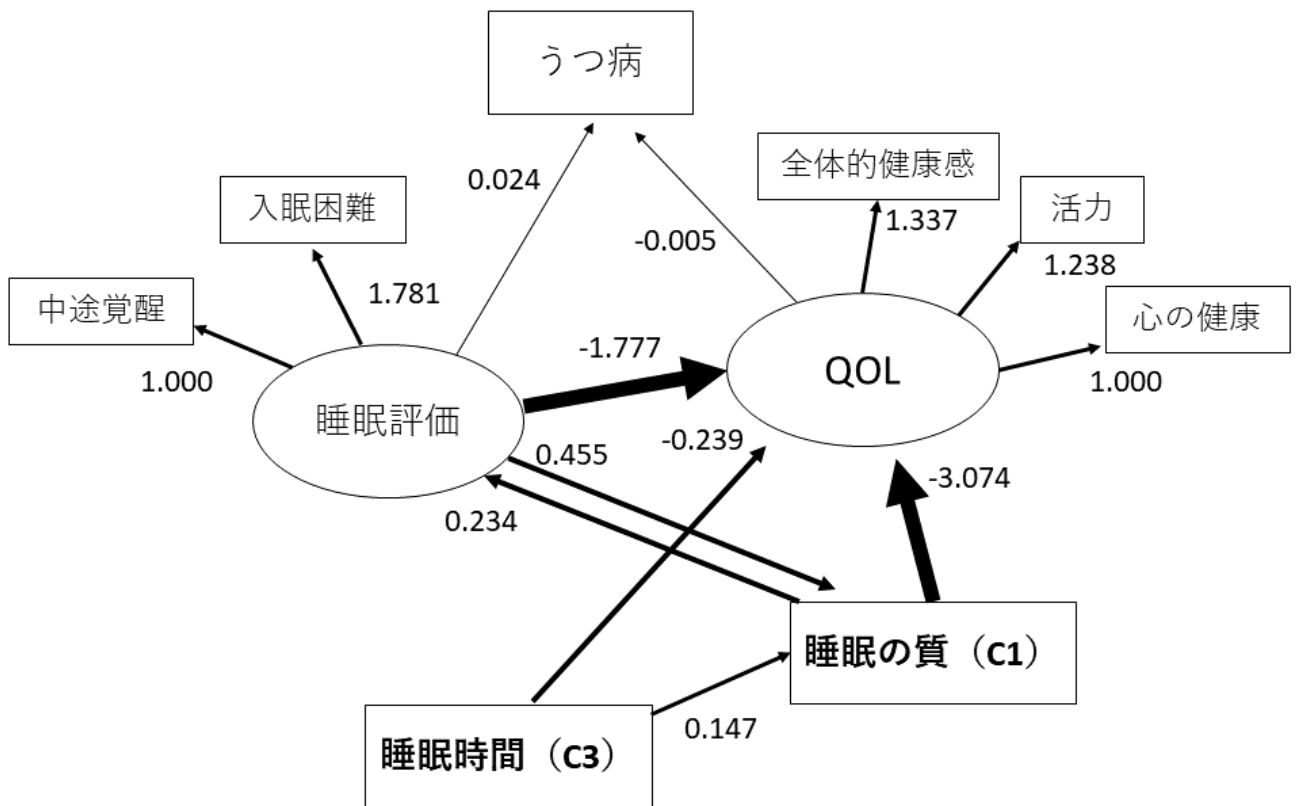 うつ病
全体的健康感
0.024
入眠困難
活力
1.337
-0.005
1.238
1.781
中途覚醒
心の健康
-1.777
QOL
1.000
1.000
睡眠評価
-0.239
0.455
-3.074
0.234
睡眠の質（C1）
0.147
睡眠時間（C3）